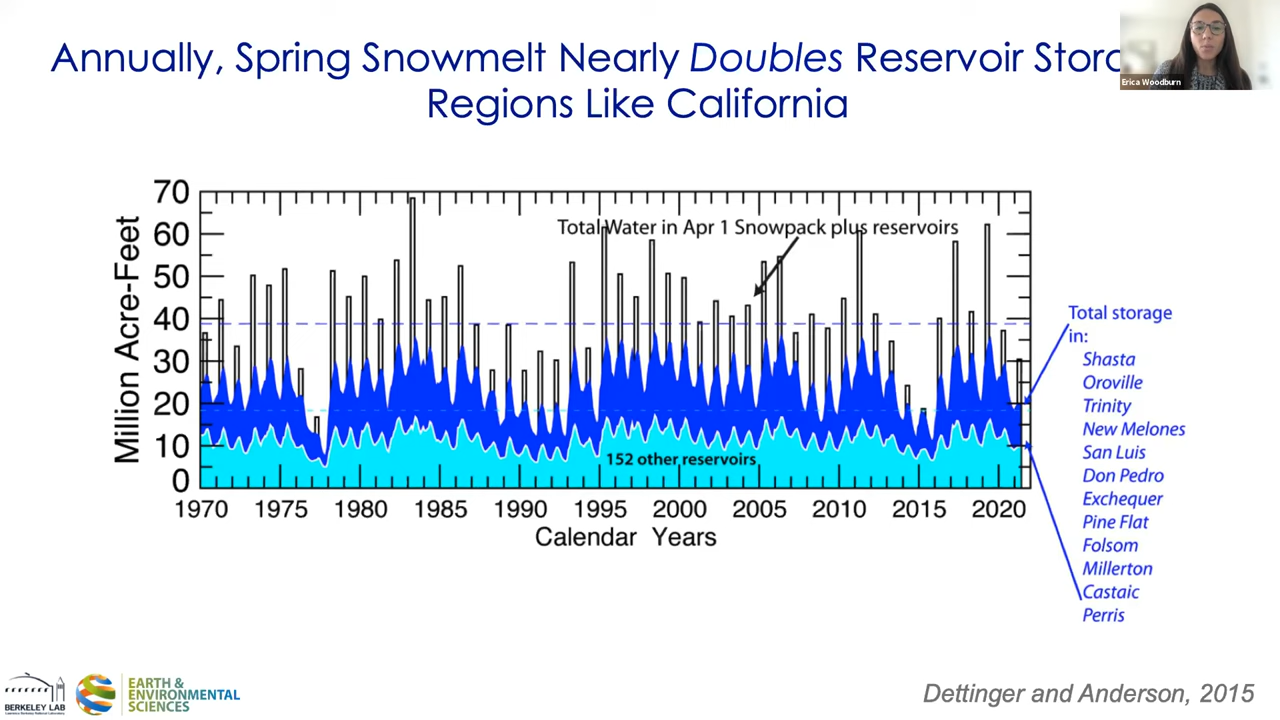 Annually, Spring Snowmelt Nearly Doubles Reservoir
Regions Like California
Erica Woodburn
70
60
50
40
30
20
10
0
Million Acre-Feet
Total Water in Apr 1 Snowpack plus reservoirs
152 other reservoirs
1970 1975 1980 1985 1990 1995 2000 2005 2010 2015 2020
Calendar Years
Total storage
in:
Shasta
Oroville
Trinity
New Melones
San Luis
Don Pedro
Exchequer
Pine Flat
Folsom
Millerton
Castaic
Perris
BERKELEY LAB
EARTH &
ENVIRONMENTAL
SCIENCES
Dettinger and Anderson, 2015